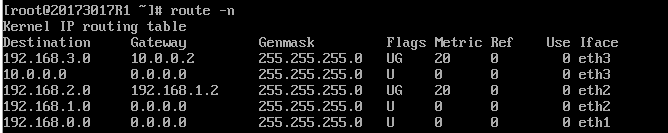 [root@20173017R1 ~]# route -n
Kernel IP routing table
Destination     Gateway         Genmask         Flags Metric Ref    Use Iface
192.168.3.0     10.0.0.2        255.255.255.0   UG    20     0        0 eth3
10.0.0.0        0.0.0.0         255.255.255.0   U     0      0        0 eth3
192.168.2.0     192.168.1.2     255.255.255.0   UG    20     0        0 eth2
192.168.1.0     0.0.0.0         255.255.255.0   U     0      0        0 eth2
192.168.0.0     0.0.0.0         255.255.255.0   U     0      0        0 eth1